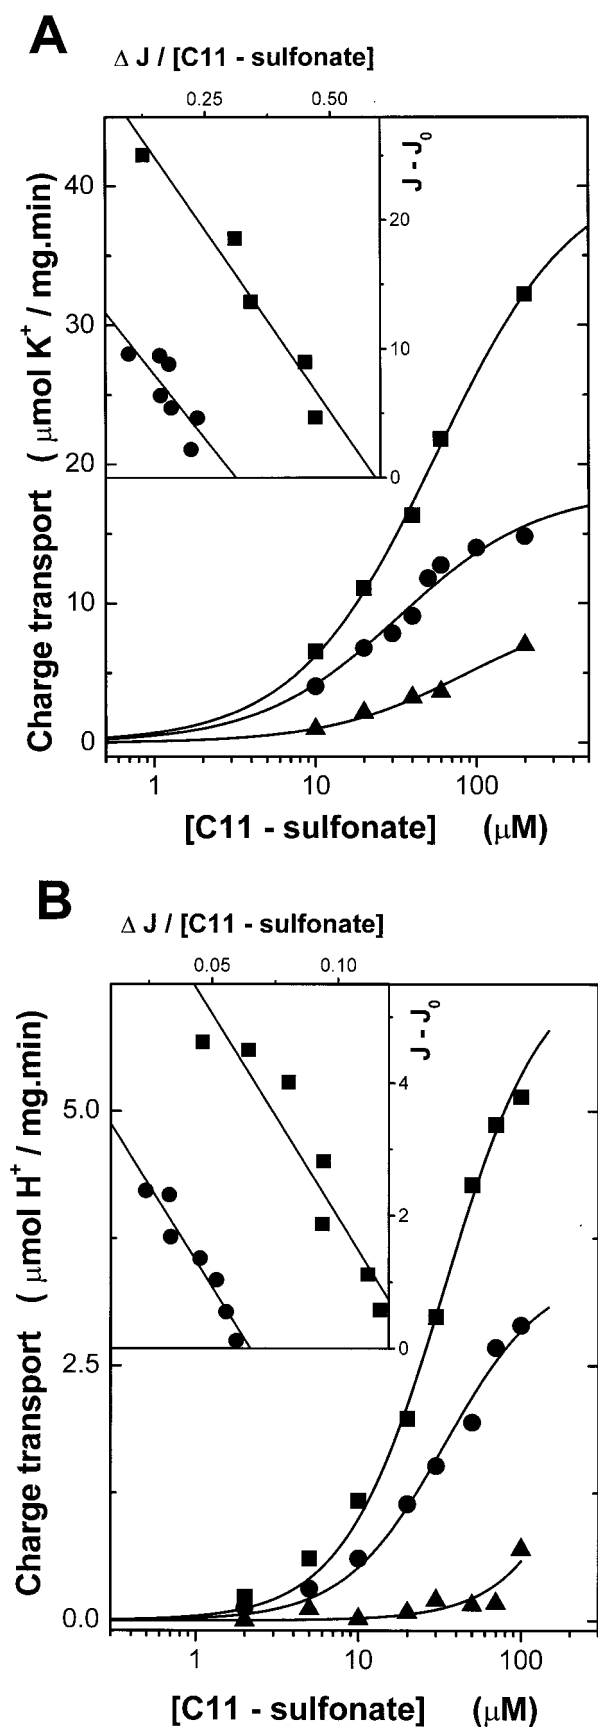 A
Δ J / [C11 - sulfonate]
0.25 0.50
J - J0
20
10
0
40
30
20
10
0
Charge transport ( μmol K+ / mg.min)
1 10 100
[C11 - sulfonate] (μM)
B
Δ J / [C11 - sulfonate]
0.05 0.10
J - J0
4
2
0
5.0
2.5
0.0
Charge transport ( μmol H+ / mg.min)
1 10 100
[C11 - sulfonate] (μM)